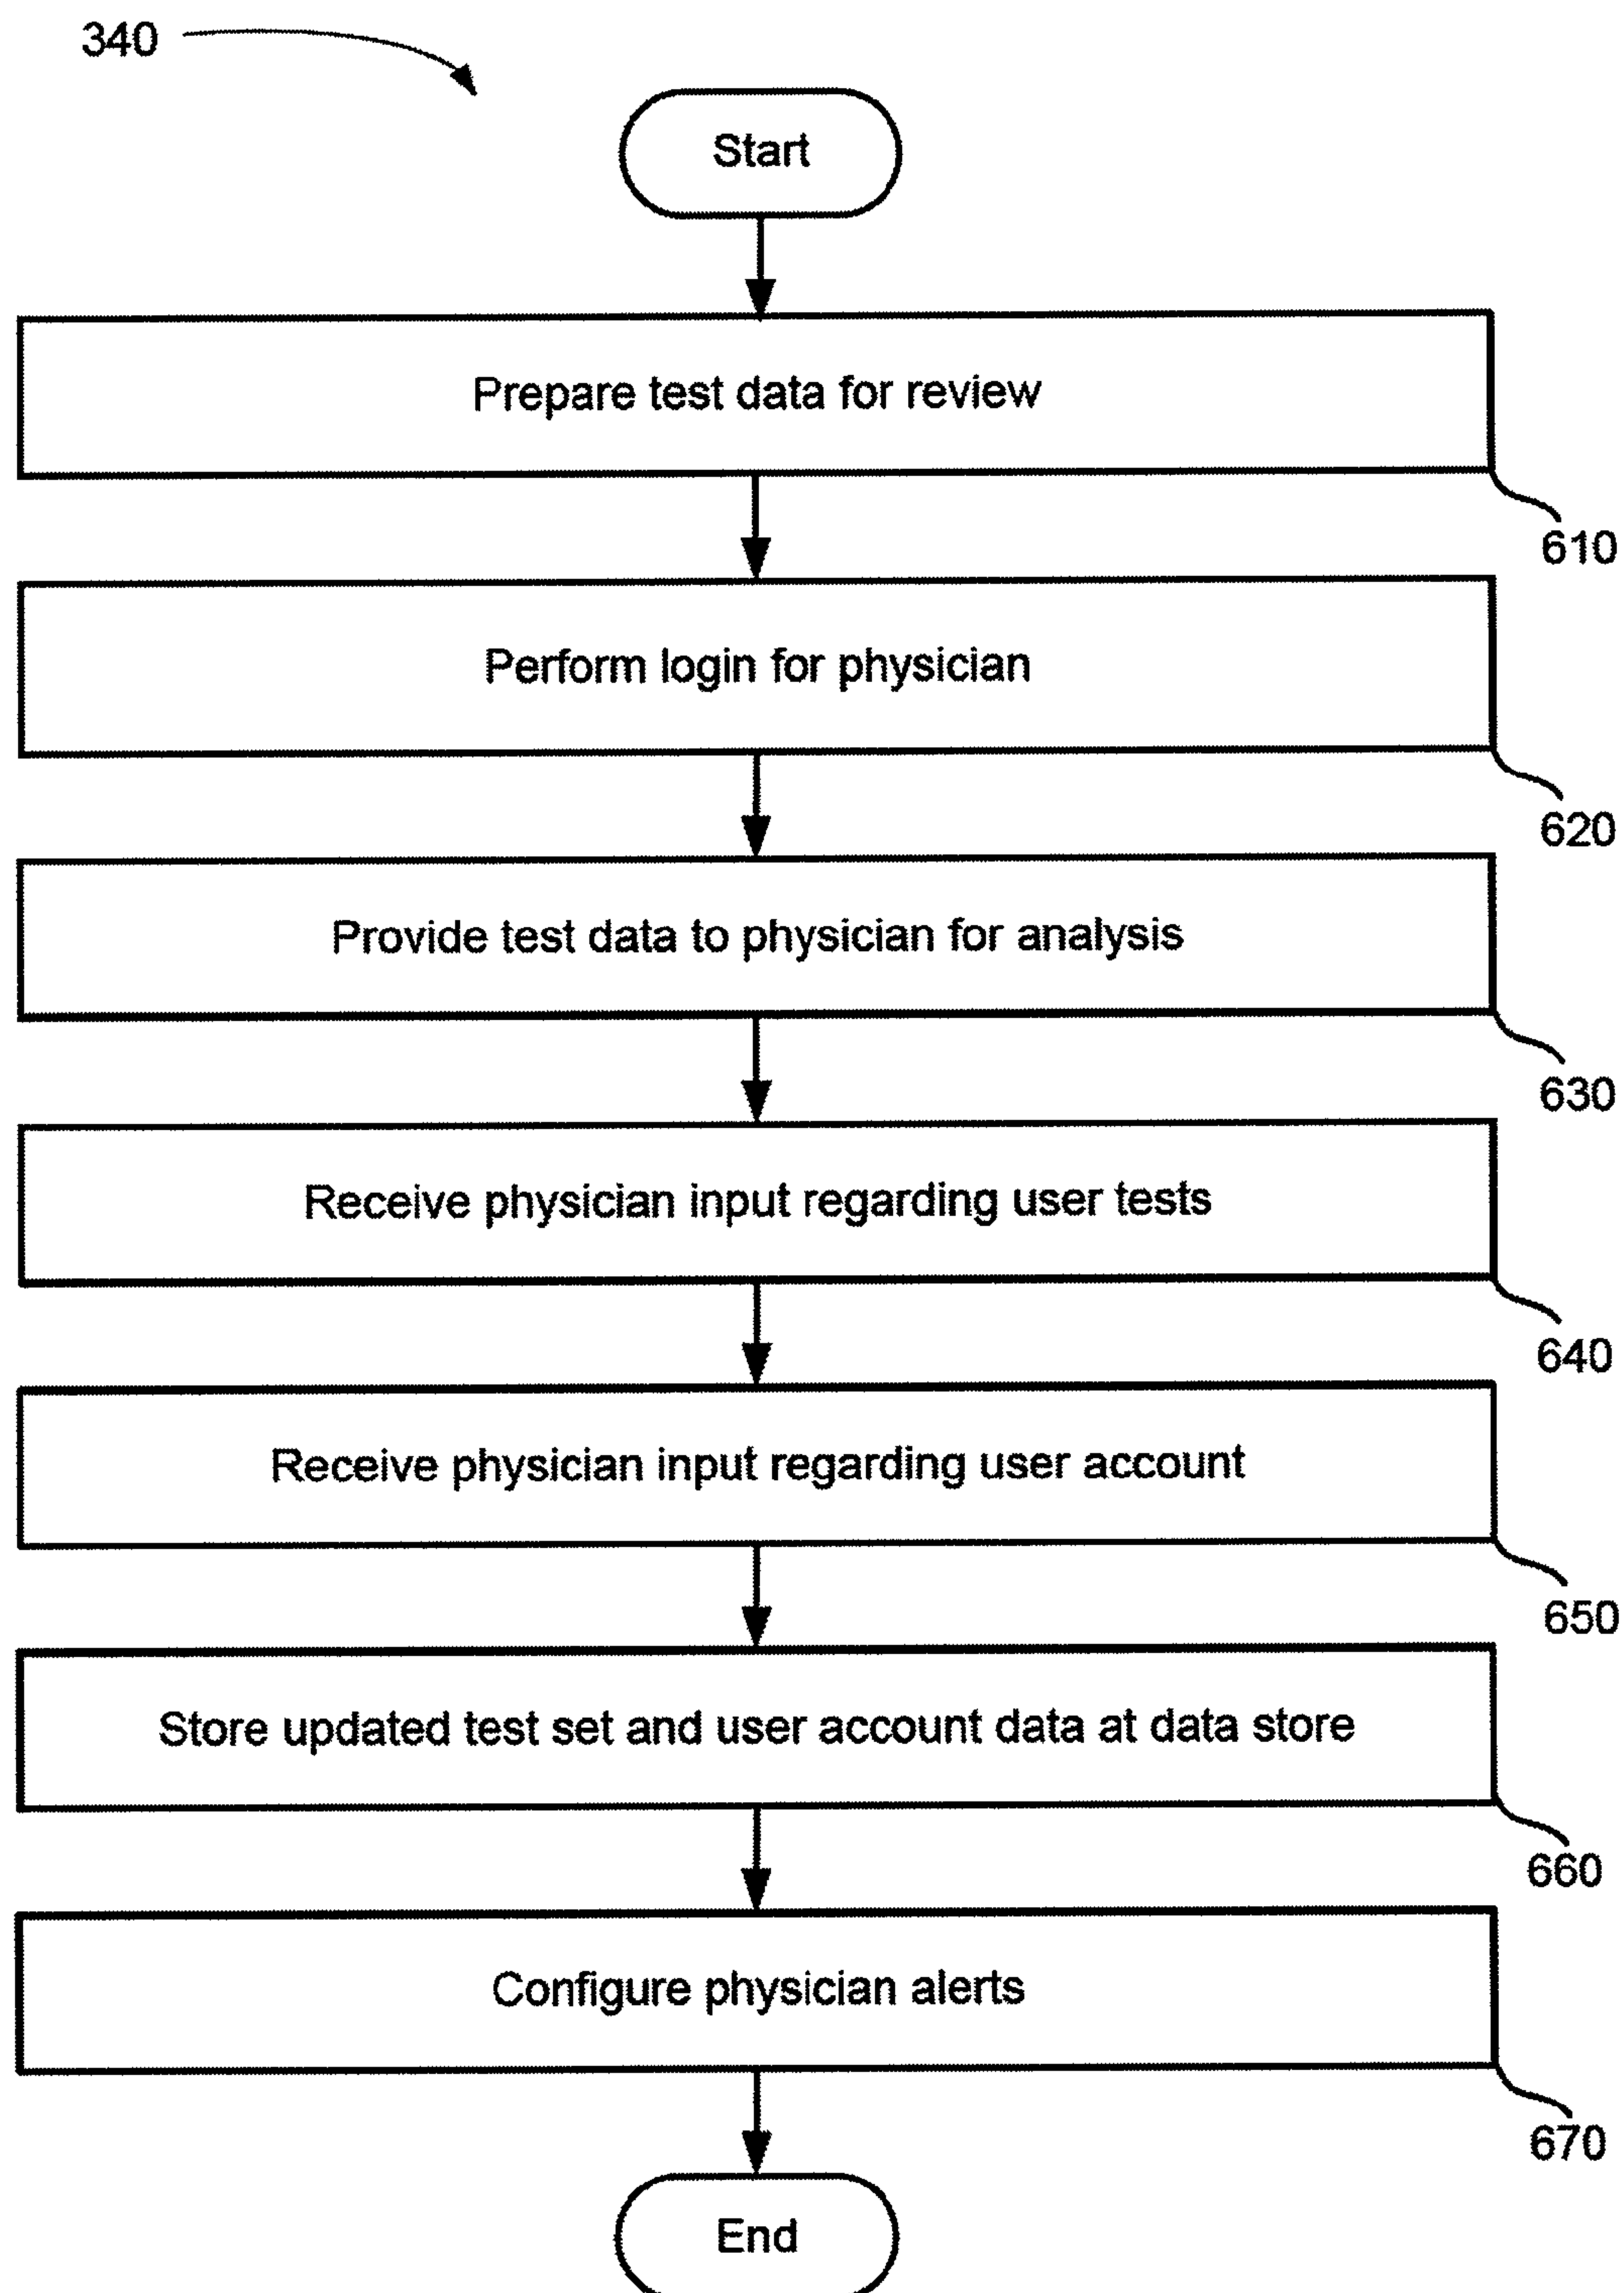 340
Start
Prepare test data for review
610
Perform login for physician
620
Provide test data to physician for analysis
630
Receive physician input regarding user tests
640
Receive physician input regarding user account
650
Store updated test set and user account data at data store
660
Configure physician alerts
670
End